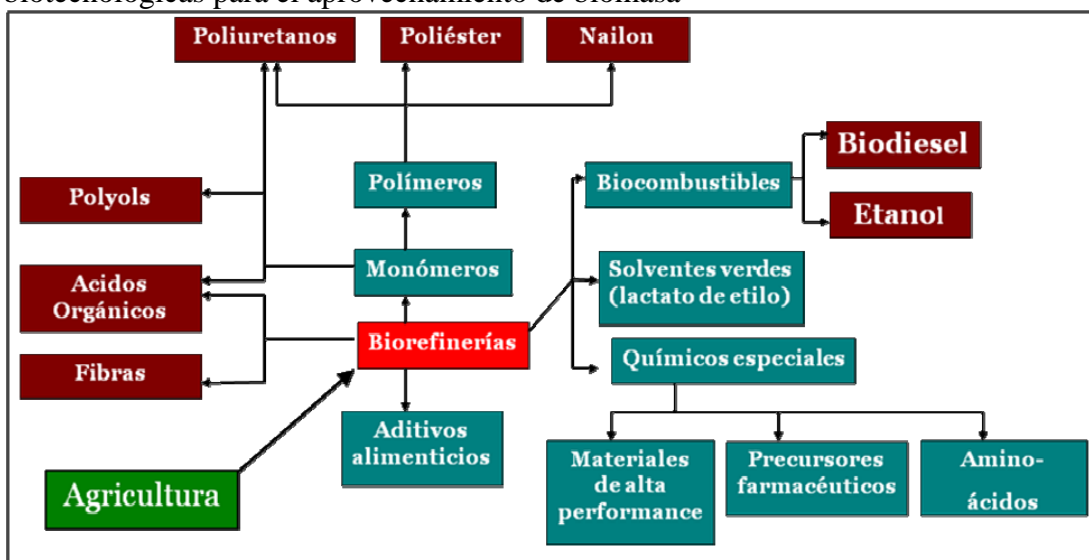 biotecnológicas para el aprovechamiento de biomasa
Poliuretanos
Poliéster
Nailon
Biodiesel
Polímeros
Biocombustibles
Polyols
Etanol
Monómeros
Solventes verdes
(lactato de etilo)
Acidos
Orgánicos
Biorefinerías
Químicos especiales
Fibras
Aditivos
alimenticios
Materiales
de alta
performance
Precursores
farmacéuticos
Amino-
ácidos
Agricultura